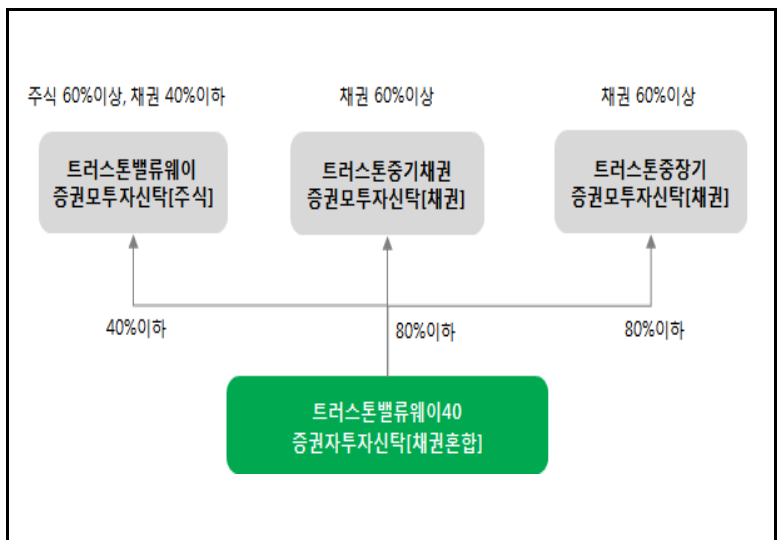 주식 60%이상, 채권 40%이하
채권 60%이상
채권 60%이상
트러스톤밸류웨이
증권모투자신탁[주식]
트러스톤중기채권
증권모투자신탁[채권]
트러스톤중장기
증권모투자신탁[채권]
40%이하
80%이하
80%이하
트러스톤밸류웨이40
증권자투자신탁[채권혼합]